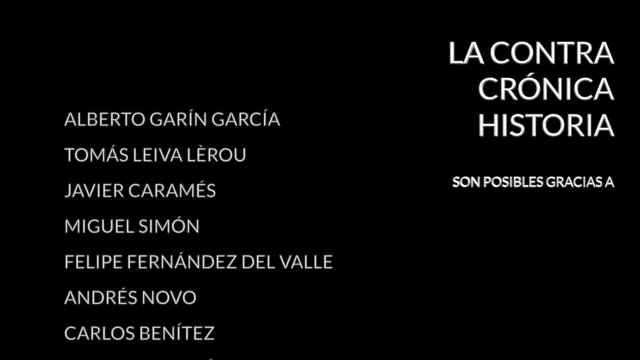 LA CONTRA
CRÓNICA
HISTORIA
SON POSIBLES GRACIAS A
ALBERTO GARÍN GARCÍA
TOMÁS LEIVA LÈROU
JAVIER CARAMÉS
MIGUEL SIMÓN
FELIPE FERNÁNDEZ DEL VALLE
ANDRÉS NOVO
CARLOS BENÍTEZ